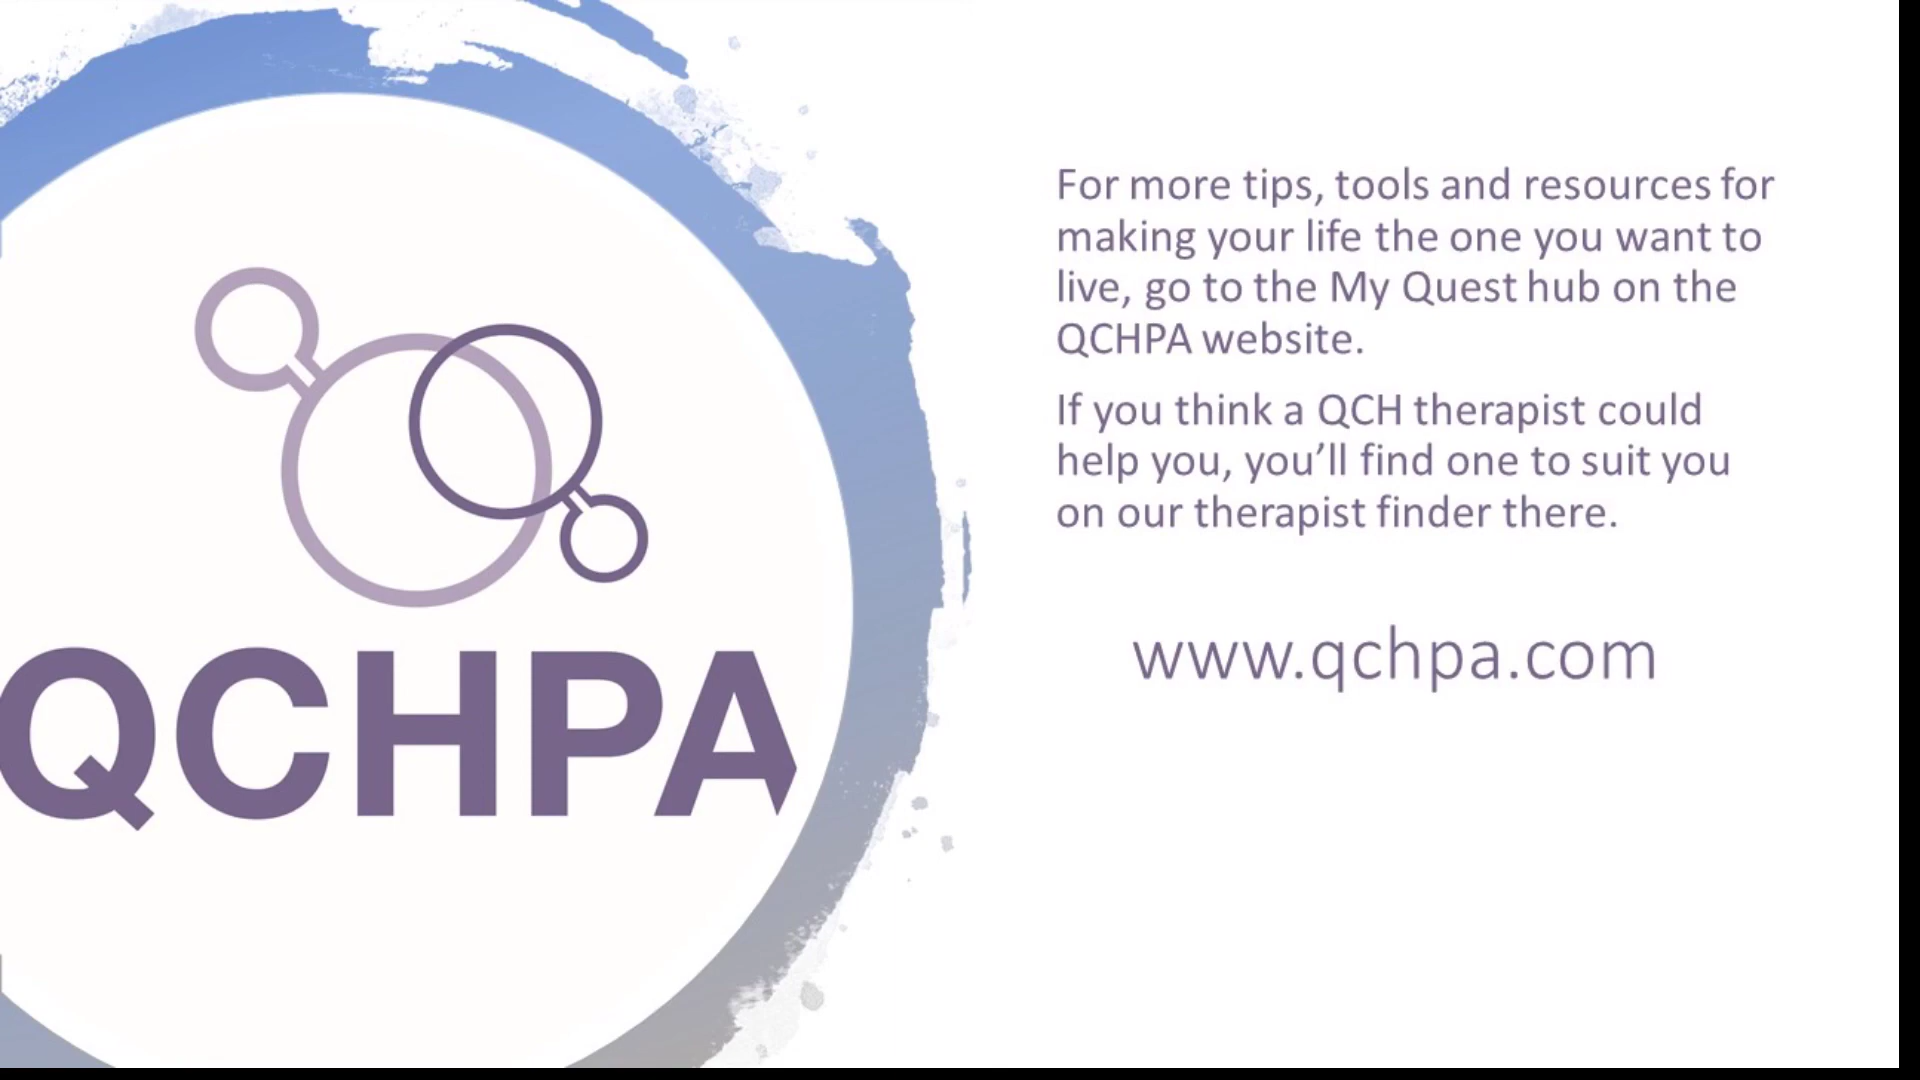 QCHPA
For more tips, tools and resources for
making your life the one you want to
live, go to the My Quest hub on the
QCHPA website.
If you think a QCH therapist could
help you, you’ll find one to suit you
on our therapist finder there.
www.qchpa.com